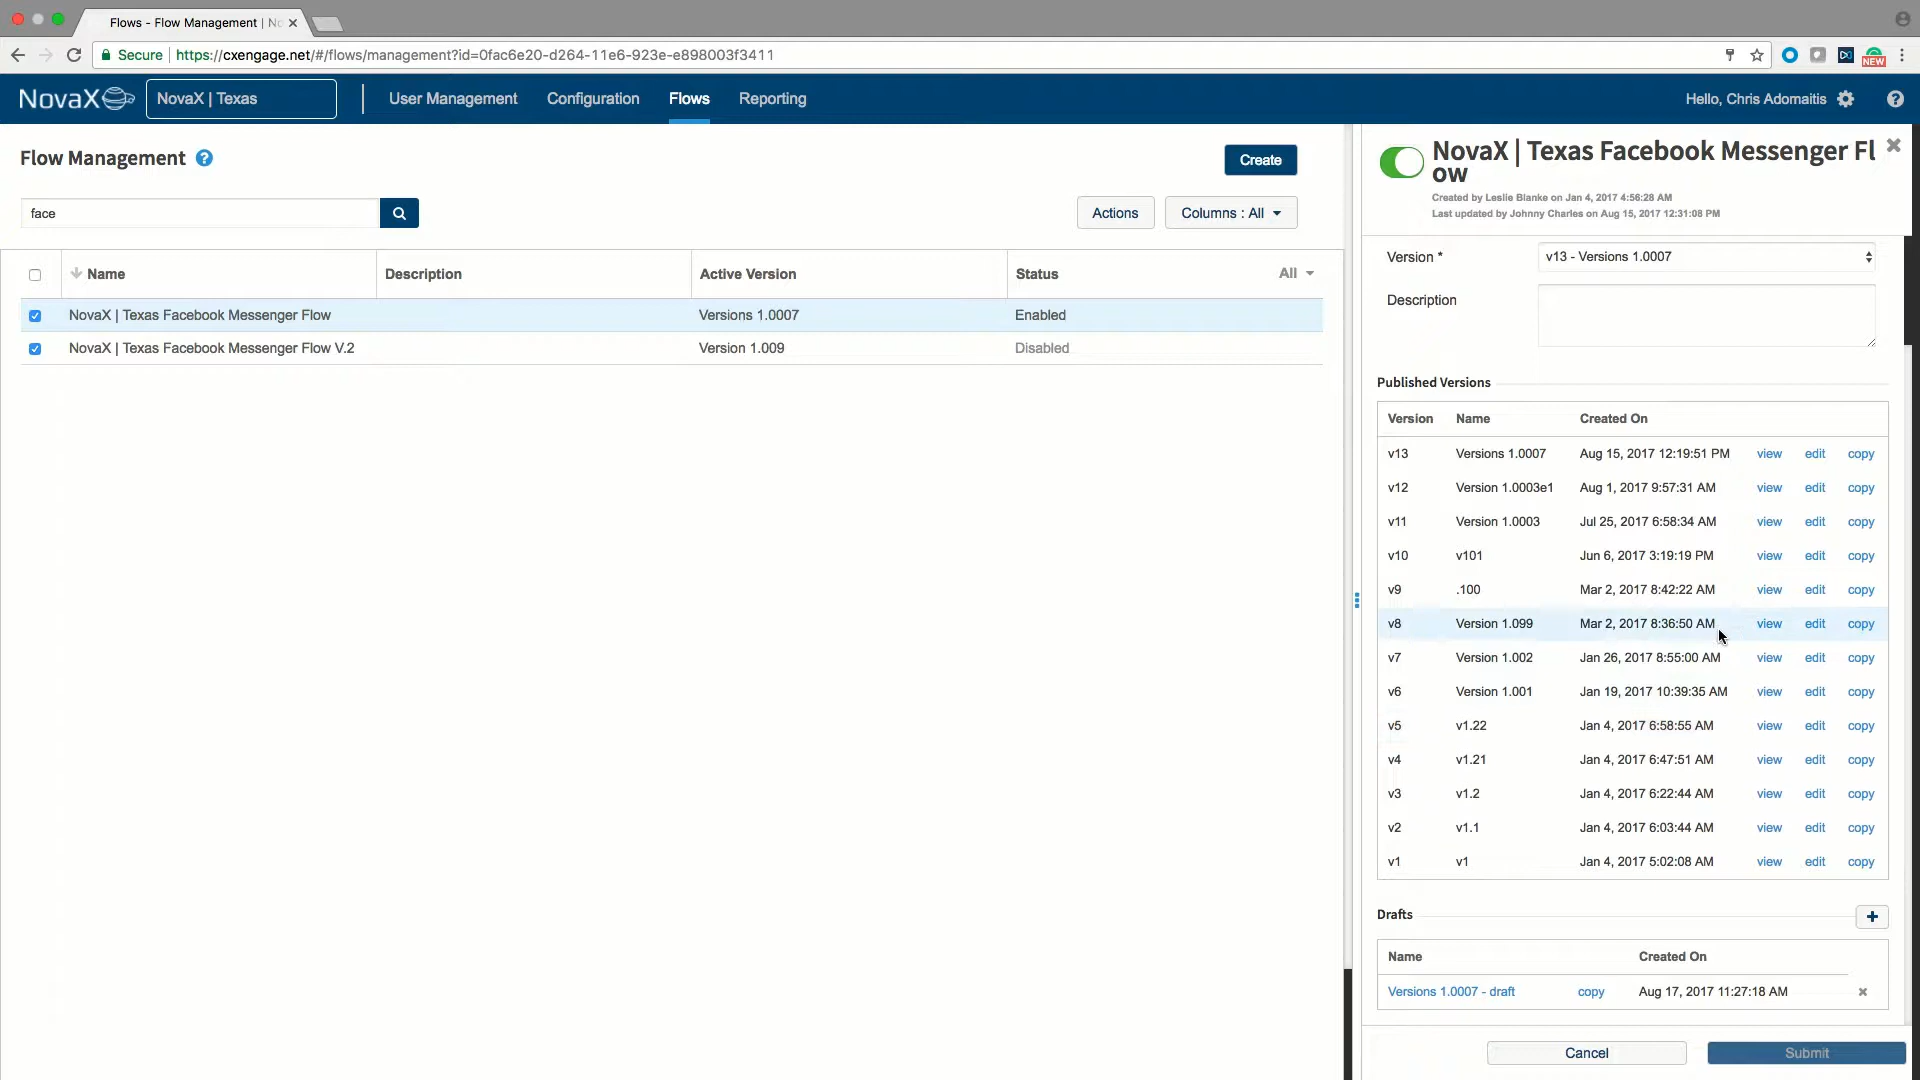 Flows - Flow Management | No
Secure https://cxengage.net/#/flows/management?id=0fac6e20-d264-11e6-923e-e898003f3411
NEW
NovaX NovaX | Texas User Management Configuration Flows Reporting Hello, Chris Adomaitis ?
Flow Management ?
Create
face
Actions Columns : All
Name Description Active Version Status All
NovaX | Texas Facebook Messenger Flow Versions 1.0007 Enabled
NovaX | Texas Facebook Messenger Flow V.2 Version 1.009 Disabled
NovaX | Texas Facebook Messenger Fl
ow
Created by Leslie Blanke on Jan 4, 2017 4:56:28 AM
Last updated by Johnny Charles on Aug 15, 2017 12:31:08 PM
Version * v13 - Versions 1.0007
Description
Published Versions
Version Name Created On
v13 Versions 1.0007 Aug 15, 2017 12:19:51 PM view edit copy
v12 Version 1.0003e1 Aug 1, 2017 9:57:31 AM view edit copy
v11 Version 1.0003 Jul 25, 2017 6:58:34 AM view edit copy
v10 v101 Jun 6, 2017 3:19:19 PM view edit copy
v9 .100 Mar 2, 2017 8:42:22 AM view edit copy
v8 Version 1.099 Mar 2, 2017 8:36:50 AM view edit copy
v7 Version 1.002 Jan 26, 2017 8:55:00 AM view edit copy
v6 Version 1.001 Jan 19, 2017 10:39:35 AM view edit copy
v5 v1.22 Jan 4, 2017 6:58:55 AM view edit copy
v4 v1.21 Jan 4, 2017 6:47:51 AM view edit copy
v3 v1.2 Jan 4, 2017 6:22:44 AM view edit copy
v2 v1.1 Jan 4, 2017 6:03:44 AM view edit copy
v1 v1 Jan 4, 2017 5:02:08 AM view edit copy
Drafts
Name Created On
Versions 1.0007 - draft copy Aug 17, 2017 11:27:18 AM
Cancel Submit